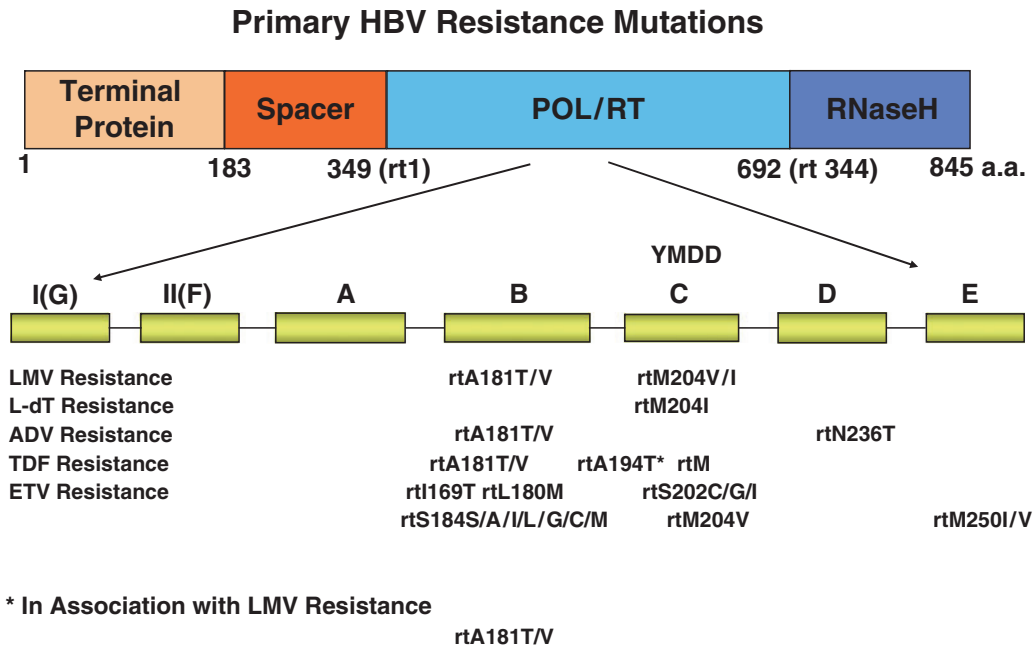 Primary HBV Resistance Mutations
Terminal
Protein
Spacer
POL/RT
RNaseH
1
183
349 (rt1)
692 (rt 344)
845 a.a.
YMDD
I(G)
II(F)
A
B
C
D
E
LMV Resistance rtA181T/V rtM204V/I
L-dT Resistance rtM204I
ADV Resistance rtA181T/V rtN236T
TDF Resistance rtA181T/V rtA194T* rtM
ETV Resistance rtI169T rtL180M rtS202C/G/I
rtS184S/A/I/L/G/C/M rtM204V rtM250I/V
* In Association with LMV Resistance
rtA181T/V